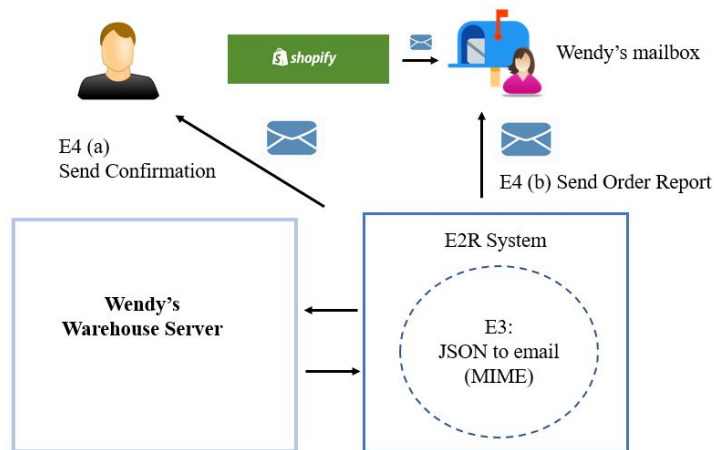 shopify
Wendy's mailbox
E4 (a)
Send Confirmation
E4 (b) Send Order Report
E2R System
Wendy's
Warehouse Server
E3:
JSON to email
(MIME)